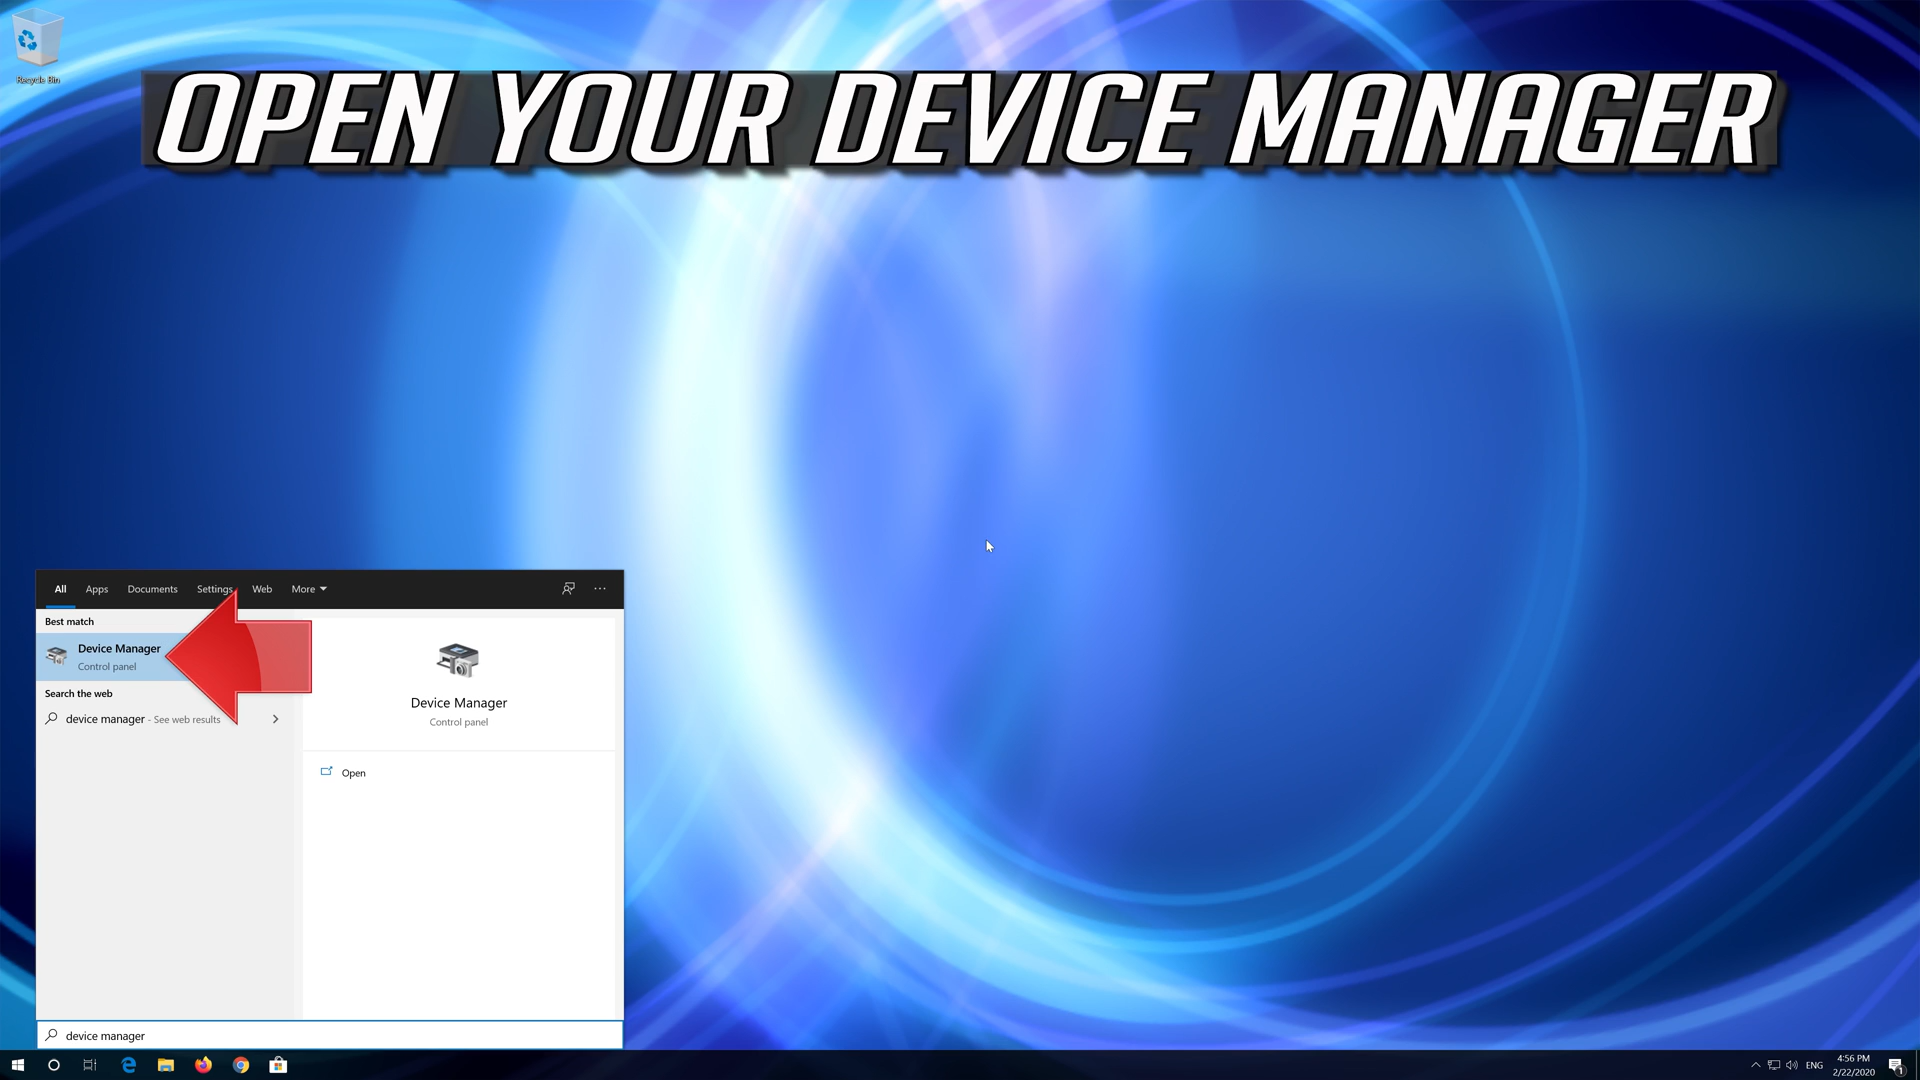 Recycle Bin
OPEN YOUR DEVICE MANAGER
All Apps Documents Settings Web More
Best match
Device Manager
Control panel
Search the web
device manager - See web results
Device Manager
Control panel
Open
device manager
ENG
4:56 PM
2/22/2020
1